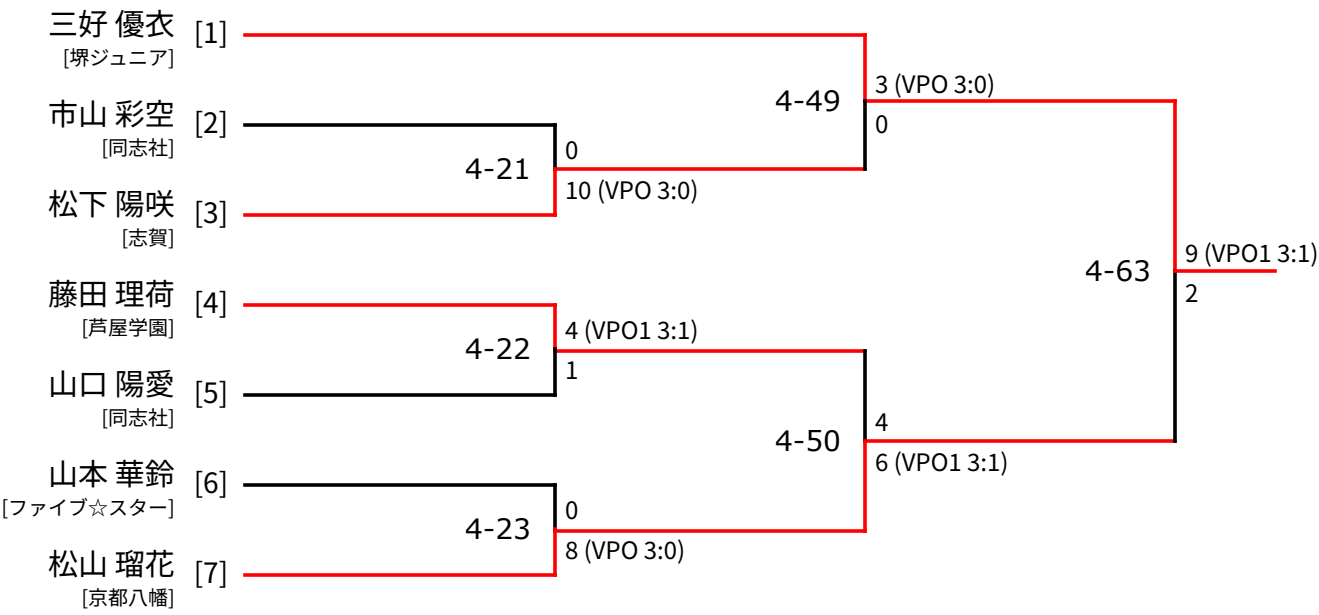 三好 優衣 [1]
[堺ジュニア]
3 (VPO 3:0)
4-49
0
市山 彩空 [2]
[同志社]
0
4-21
10 (VPO 3:0)
松下 陽咲 [3]
[志賀]
9 (VPO1 3:1)
4-63
2
藤田 理荷 [4]
[芦屋学園]
4 (VPO1 3:1)
4-22
1
山口 陽愛 [5]
[同志社]
4
4-50
6 (VPO1 3:1)
山本 華鈴 [6]
[ファイブ☆スター]
0
4-23
8 (VPO 3:0)
松山 瑠花 [7]
[京都八幡]